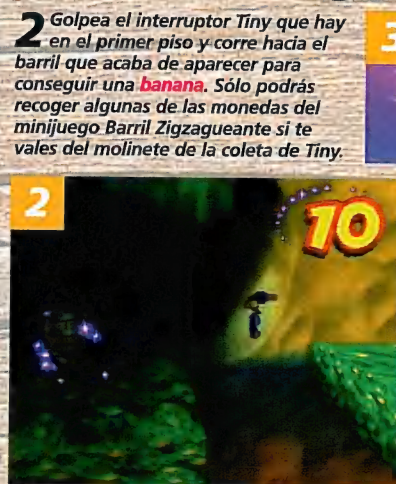 2 Golpea el interruptor Tiny que hay
en el primer piso y corre hacia el
barril que acaba de aparecer para
conseguir una banana. Sólo podrás
recoger algunas de las monedas del
minijuego Barril Zigzagueante si te
vales del molinete de la coleta de Tiny.
3
2
10